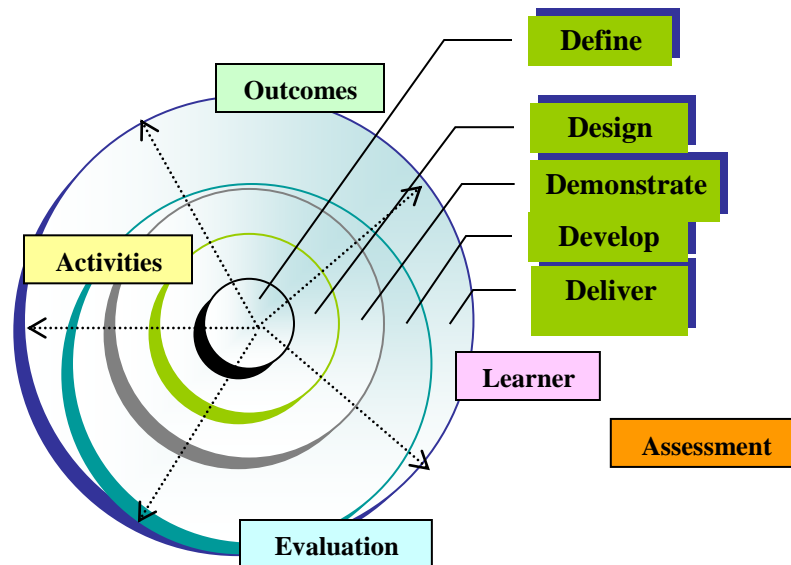 Define
Outcomes
Design
Demonstrate
Develop
Activities
Deliver
Learner
Assessment
Evaluation